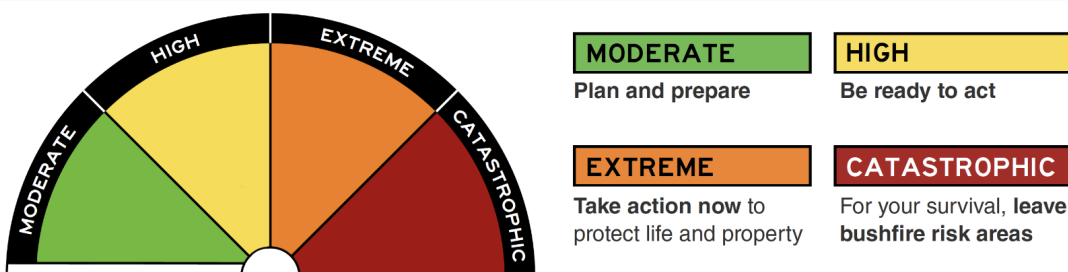 MODERATE
HIGH
EXTREME
CATASTROPHIC
MODERATE
Plan and prepare
HIGH
Be ready to act
EXTREME
Take action now to
protect life and property
CATASTROPHIC
For your survival, leave
bushfire risk areas